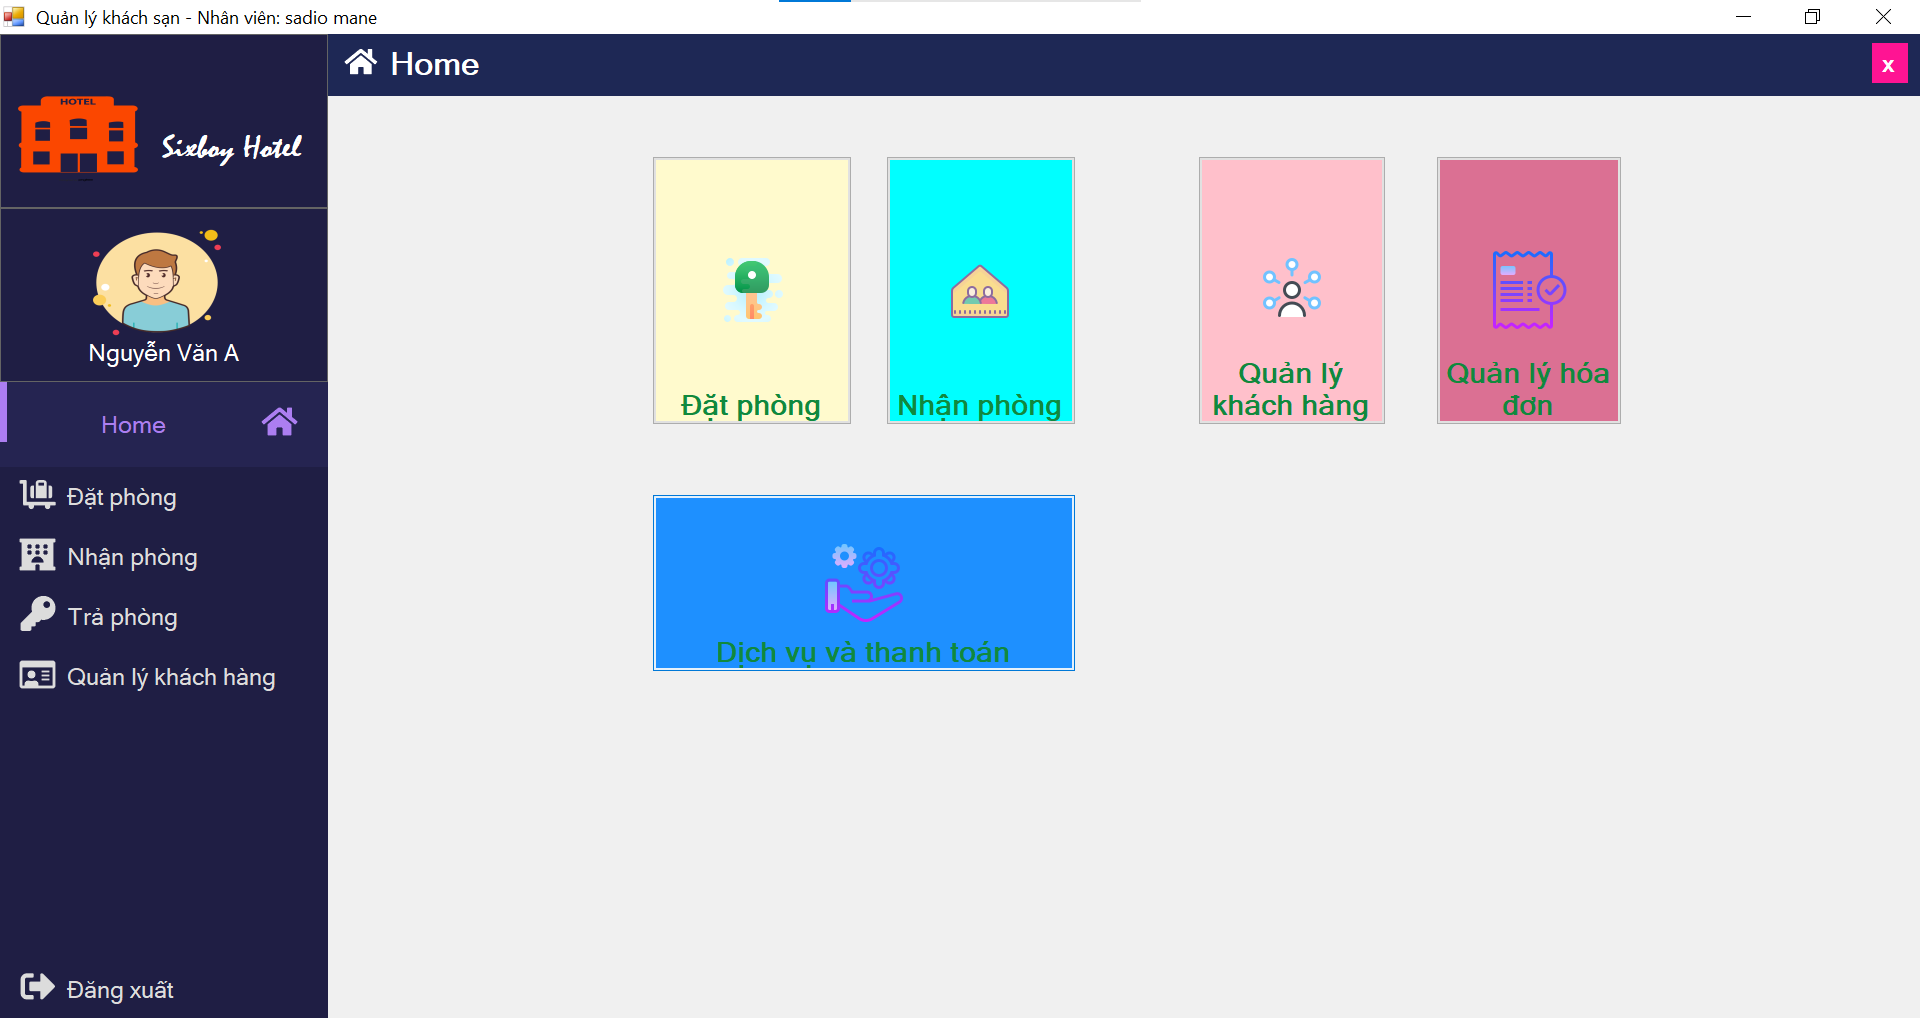 Quản lý khách sạn - Nhân viên: sadio mane
HOTEL
Sixboy Hotel
Nguyễn Văn A
Home
Đặt phòng
Nhận phòng
Trả phòng
Quản lý khách hàng
Đăng xuất
Home
x
Đặt phòng
Nhận phòng
Quản lý
khách hàng
Quản lý hóa
đơn
Dịch vụ và thanh toán